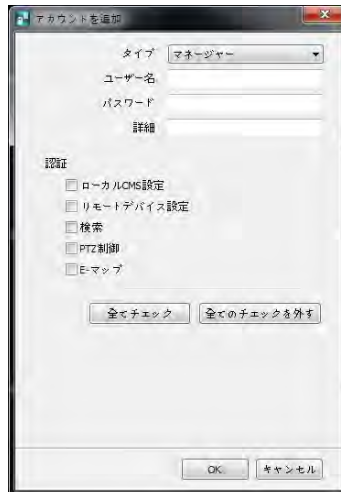 アカウントを追加
タイプ マネージャー
ユーザー名
パスワード
詳細
認証
ローカルCMS設定
リモートデバイス設定
検索
PTZ制御
E-マップ
全てチェック 全てのチェックを外す
OK キャンセル